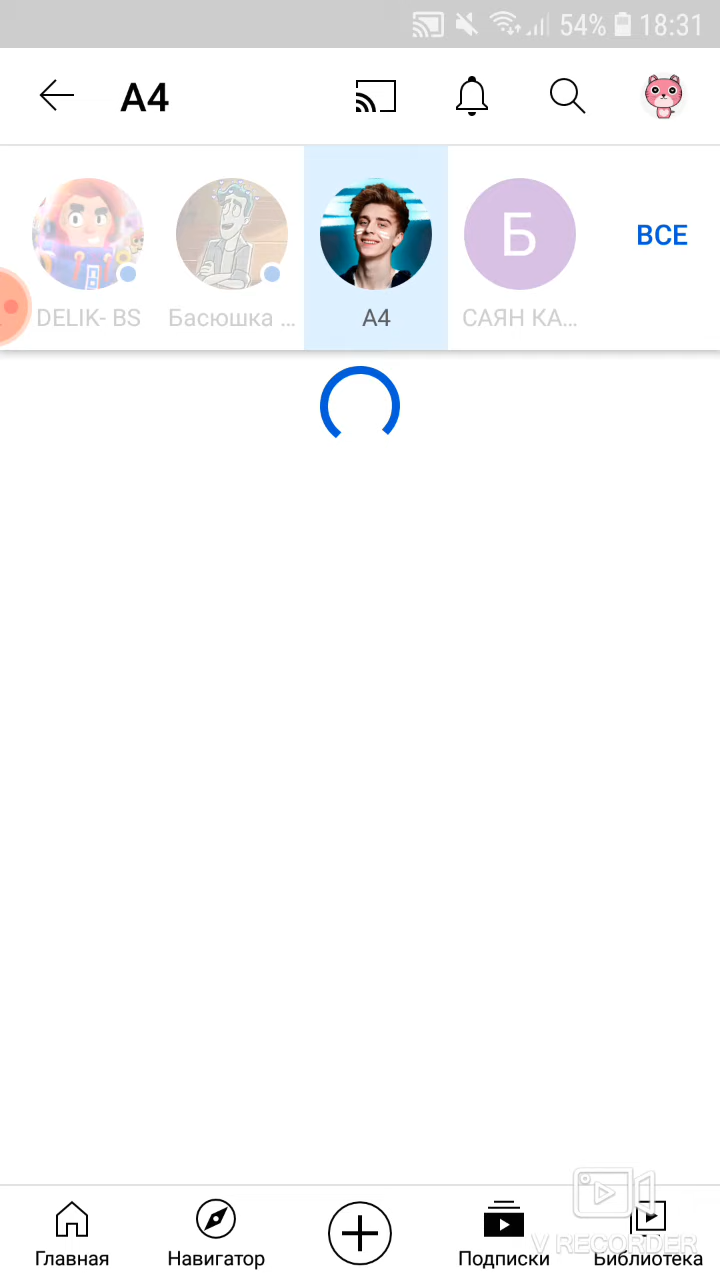 54% 18:31
A4
Б
ВСЕ
DELIK- BS
Басюшка ...
A4
САЯН КА...
Главная
Навигатор
Подписки
Библиотека
V RECORDER